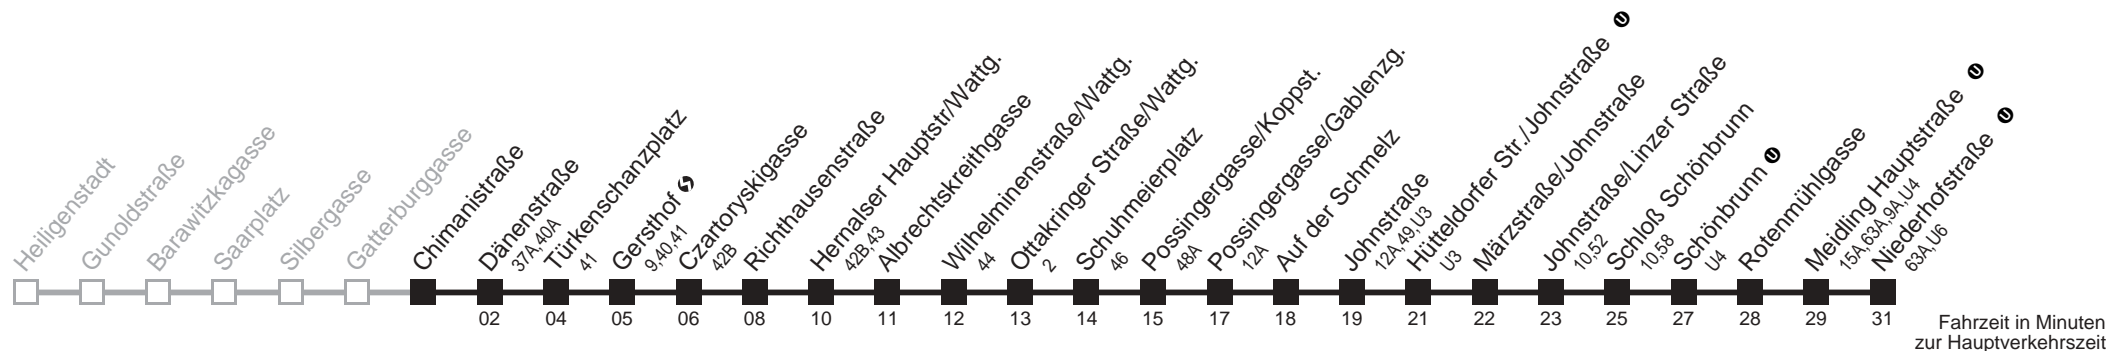 Heiligenstadt
Gunoldstraße
Barawitzkagasse
Saarplatz
Silbergasse
Gatterburggasse
Chimanistraße
Dänenstraße
37A,40A
Türkenschanzplatz
41
Gersthof
9,40,41
Czartoryskigasse
42B
Richthausenstraße
Hernalser Hauptstr/Wattg.
42B,43
Albrechtskreithgasse
Wilhelminenstraße/Wattg.
44
Ottakringer Straße/Wattg.
2
Schuhmeierplatz
46
Possingergasse/Koppst.
48A
Possingergasse/Gablenzg.
12A
Auf der Schmelz
Johnstraße
12A,49,U3
Hütteldorfer Str./Johnstraße U
U3
Märzstraße/Johnstraße
Johnstraße/Linzer Straße
10,52
Schloß Schönbrunn
10,58
Schönbrunn U
U4
Rotenmühlgasse
Meidling Hauptstraße U
15A,63A,9A,U4
Niederhofstraße U
63A,U6
02 04 05 06 08 10 11 12 13 14 15 17 18 19 21 22 23 25 27 28 29 31
Fahrzeit in Minuten
zur Hauptverkehrszeit